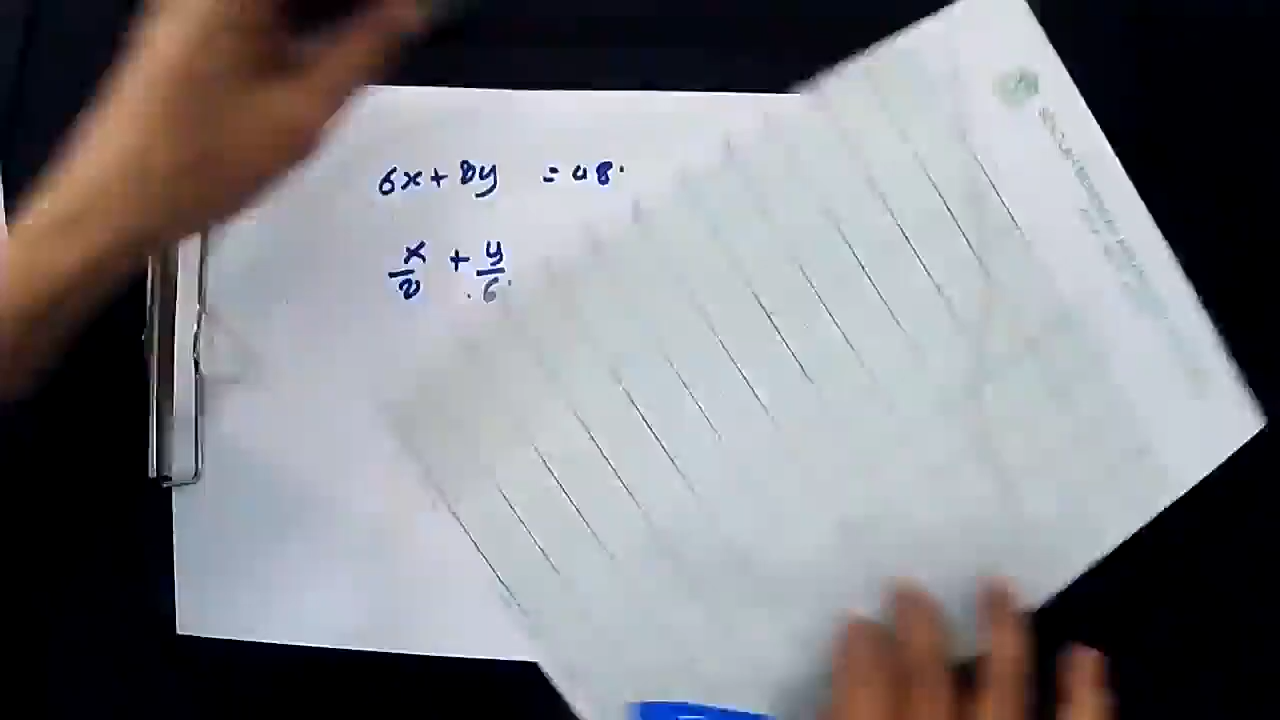 6x + 8y = 48.
x/2 + y/6